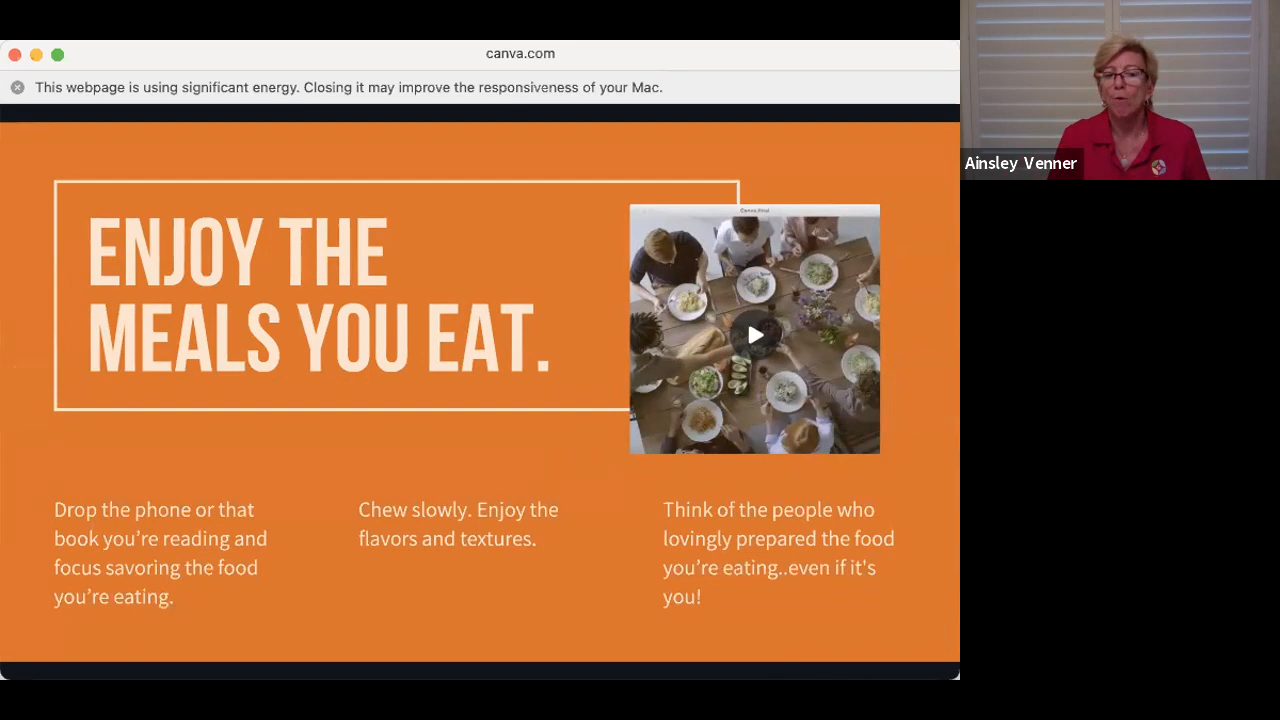 canva.com
This webpage is using significant energy. Closing it may improve the responsiveness of your Mac.
ENJOY THE
MEALS YOU EAT.
Drop the phone or that
book you’re reading and
focus savoring the food
you’re eating.
Chew slowly. Enjoy the
flavors and textures.
Think of the people who
lovingly prepared the food
you’re eating..even if it's
you!
Ainsley Venner